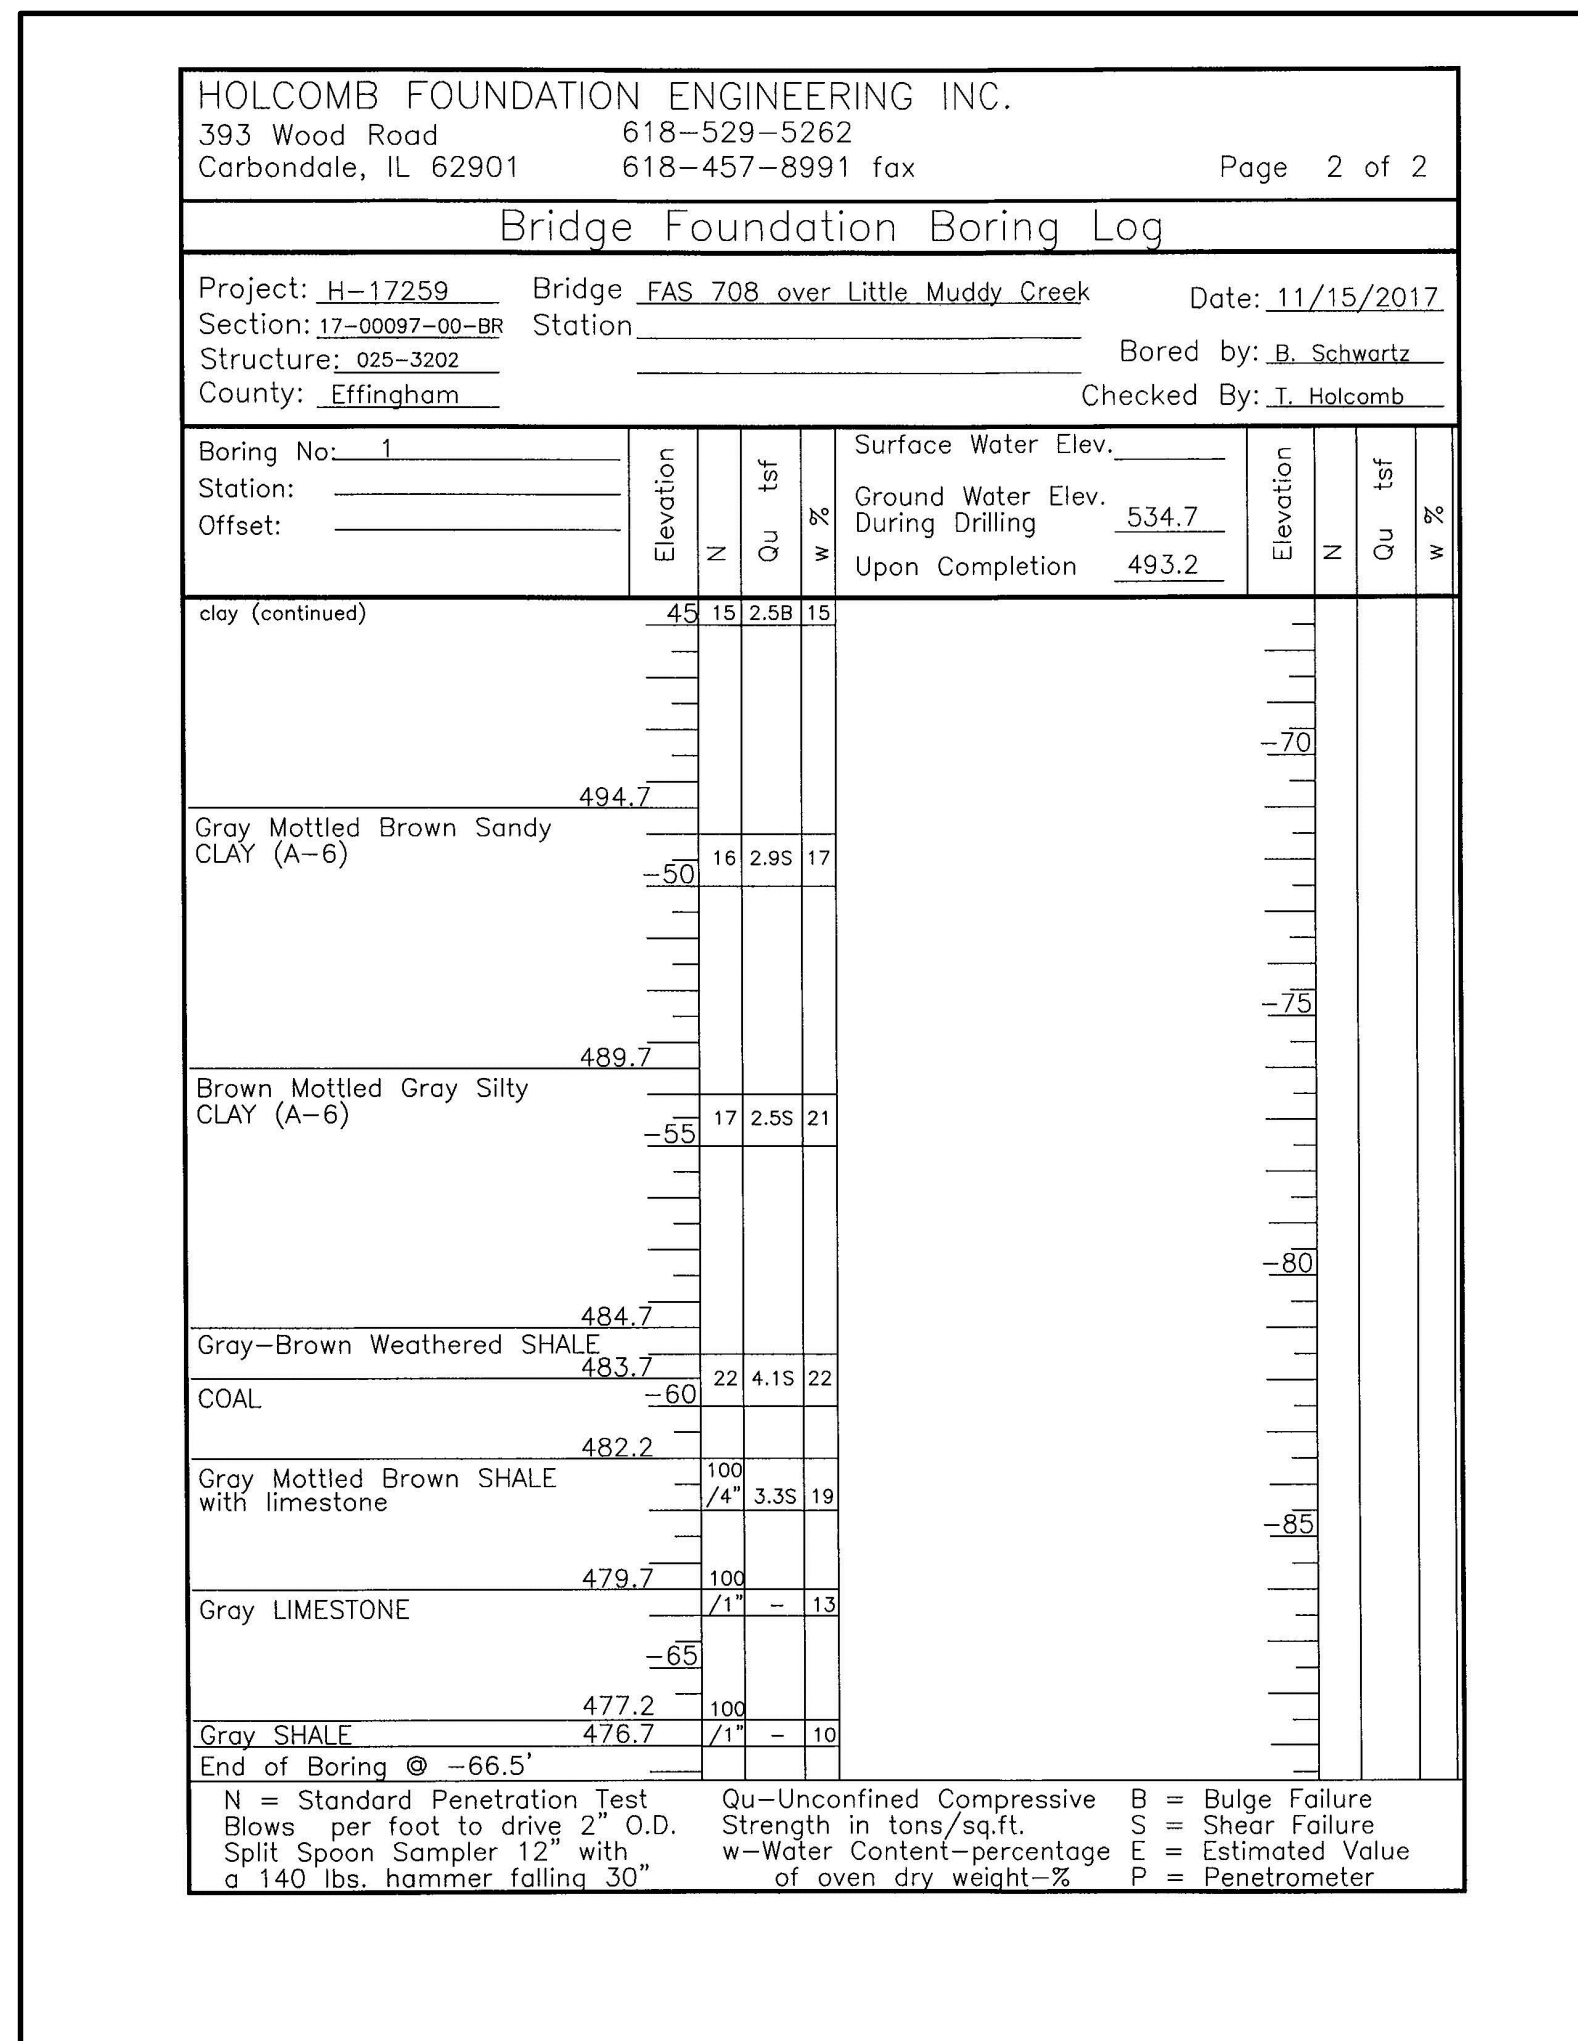 HOLCOMB FOUNDATION ENGINEERING INC.
393 Wood Road 618-529-5262
Carbondale, IL 62901 618-457-8991 fax Page 2 of 2
Bridge Foundation Boring Log
Project: H-17259 Bridge FAS 708 over Little Muddy Creek Date: 11/15/2017
Section: 17-00097-00-BR Station
Structure: 025-3202 Bored by: B. Schwartz
County: Effingham Checked By: T. Holcomb
Boring No: 1
Station:
Offset:
Elevation
N
Qu tsf
w %
Surface Water Elev.
Ground Water Elev.
During Drilling 534.7
Upon Completion 493.2
Elevation
N
Qu tsf
w %
clay (continued) 45 15 2.5B 15
-70
494.7
Gray Mottled Brown Sandy
CLAY (A-6)
-50 16 2.9S 17
-75
489.7
Brown Mottled Gray Silty
CLAY (A-6)
-55 17 2.5S 21
-80
484.7
Gray-Brown Weathered SHALE
483.7
22 4.1S 22
COAL -60
482.2
Gray Mottled Brown SHALE 100
with limestone /4" 3.3S 19
-85
479.7 100
Gray LIMESTONE /1" - 13
-65
477.2 100
Gray SHALE 476.7 /1" - 10
End of Boring @ -66.5'
N = Standard Penetration Test Qu-Unconfined Compressive B = Bulge Failure
Blows per foot to drive 2" O.D. Strength in tons/sq.ft. S = Shear Failure
Split Spoon Sampler 12" with w-Water Content-percentage E = Estimated Value
a 140 lbs. hammer falling 30" of oven dry weight-% P = Penetrometer